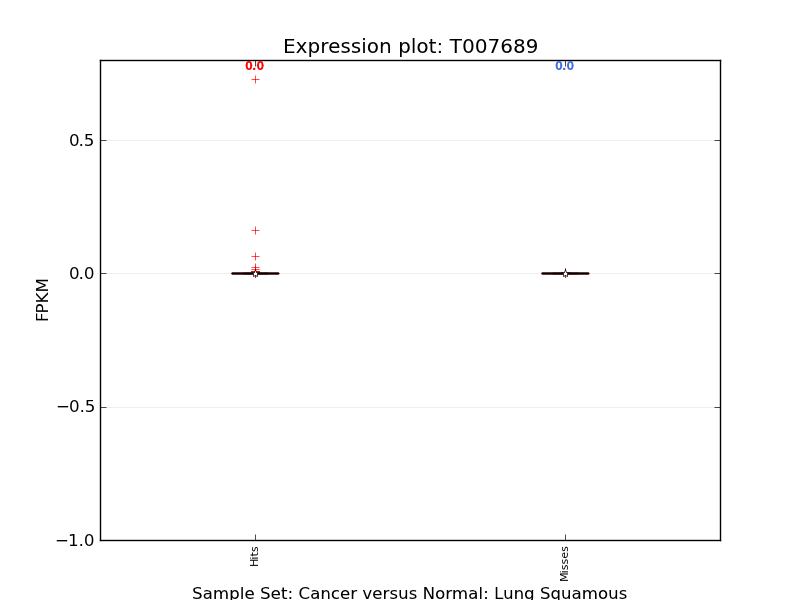 Expression plot: T007689
0.0
0.0
0.5
0.0
−0.5
−1.0
FPKM
Hits
Misses
Sample Set: Cancer versus Normal: Lung Squamous